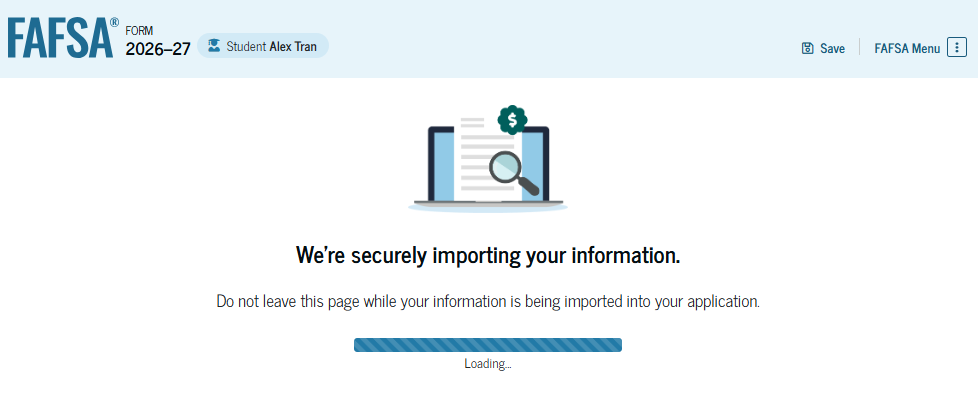 FAFSA® FORM
2026–27
Student Alex Tran
Save
FAFSA Menu
$
We're securely importing your information.
Do not leave this page while your information is being imported into your application.
Loading...